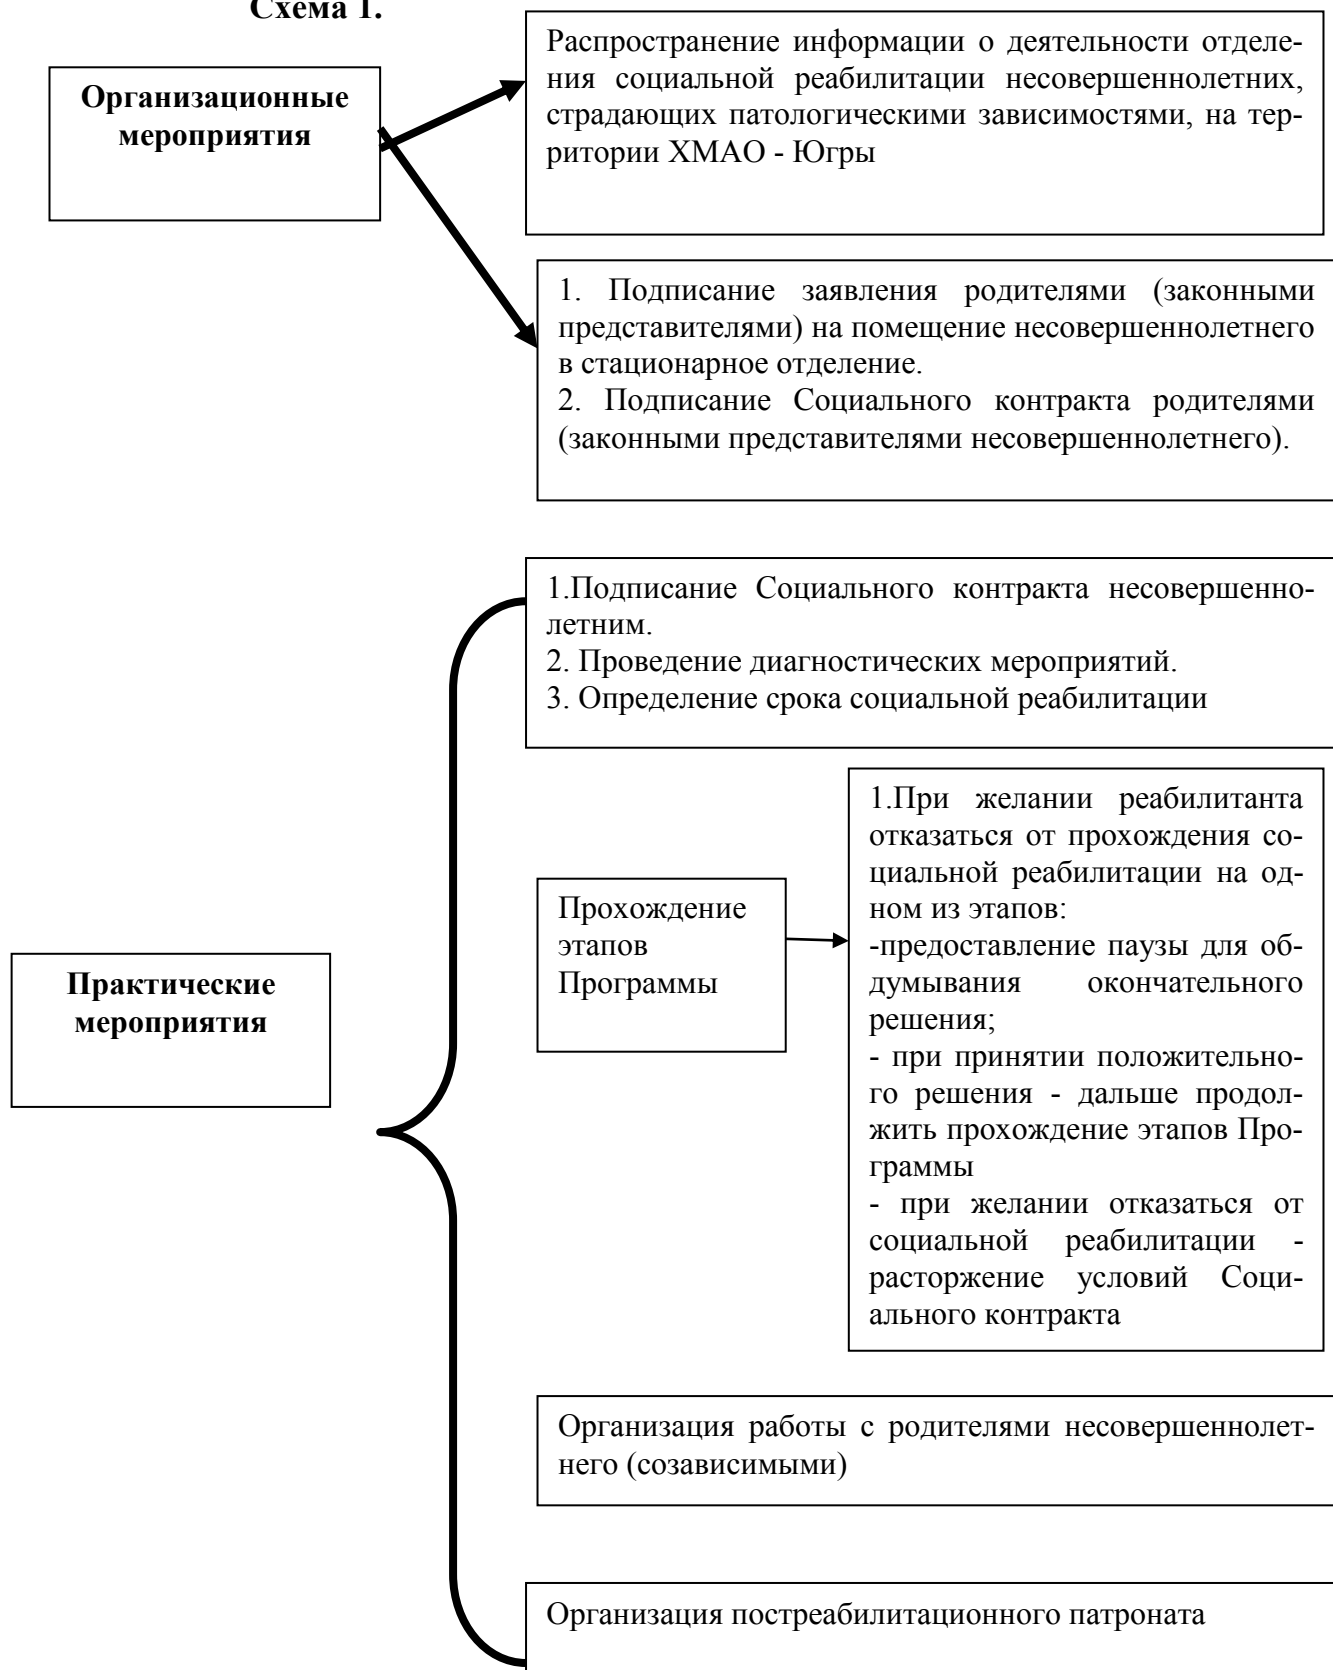 Схема 1.
Организационные
мероприятия
Распространение информации о деятельности отделе-
ния социальной реабилитации несовершеннолетних,
страдающих патологическими зависимостями, на тер-
ритории ХМАО - Югры
1. Подписание заявления родителями (законными
представителями) на помещение несовершеннолетнего
в стационарное отделение.
2. Подписание Социального контракта родителями
(законными представителями несовершеннолетнего).
Практические
мероприятия
1.Подписание Социального контракта несовершенно-
летним.
2. Проведение диагностических мероприятий.
3. Определение срока социальной реабилитации
Прохождение
этапов
Программы
1.При желании реабилитанта
отказаться от прохождения со-
циальной реабилитации на од-
ном из этапов:
-предоставление паузы для об-
думывания окончательного
решения;
- при принятии положительно-
го решения - дальше продол-
жить прохождение этапов Про-
граммы
- при желании отказаться от
социальной реабилитации -
расторжение условий Соци-
ального контракта
Организация работы с родителями несовершеннолет-
него (созависимыми)
Организация постреабилитационного патроната